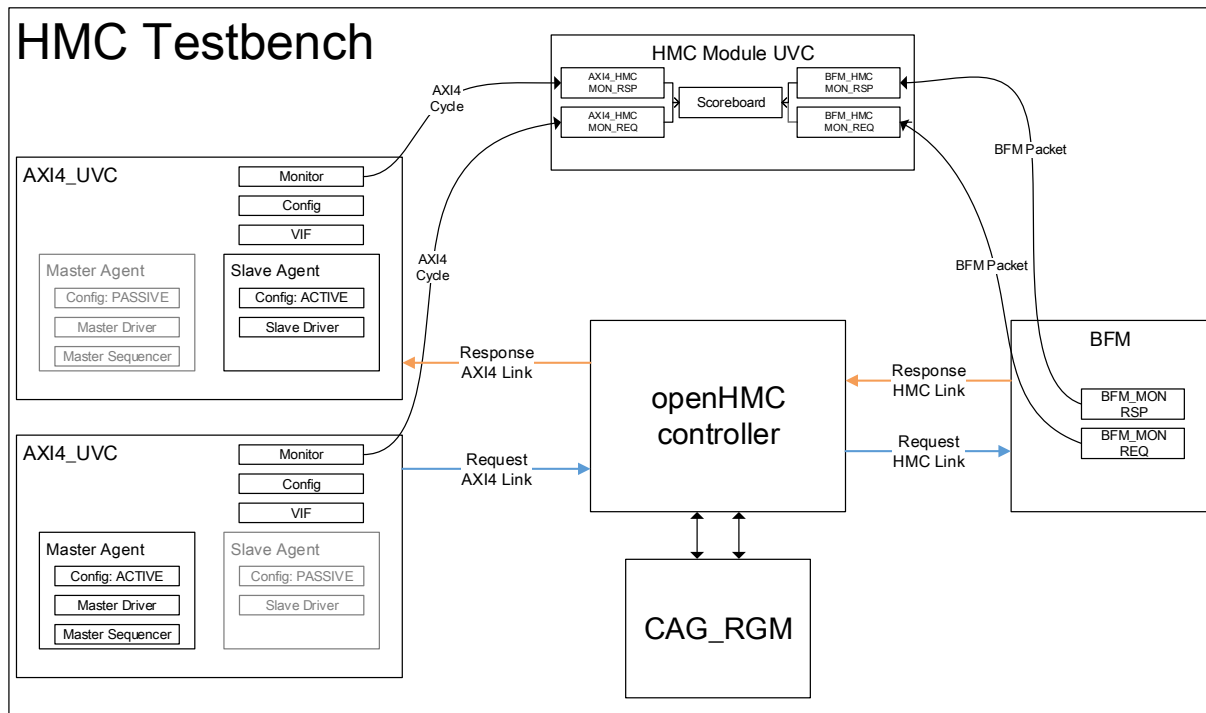 HMC Testbench
HMC Module UVC
AXI4_HMC
MON_RSP
AXI4_HMC
MON_REQ
Scoreboard
BFM_HMC
MON_RSP
BFM_HMC
MON_REQ
AXI4
Cycle
AXI4
Cycle
BFM Packet
BFM Packet
AXI4_UVC
Monitor
Config
VIF
Master Agent
Config: PASSIVE
Master Driver
Master Sequencer
Slave Agent
Config: ACTIVE
Slave Driver
Response
AXI4 Link
openHMC
controller
Response
HMC Link
BFM
BFM_MON
RSP
BFM_MON
REQ
AXI4_UVC
Monitor
Config
VIF
Master Agent
Config: ACTIVE
Master Driver
Master Sequencer
Slave Agent
Config: PASSIVE
Slave Driver
Request
AXI4 Link
Request
HMC Link
CAG_RGM